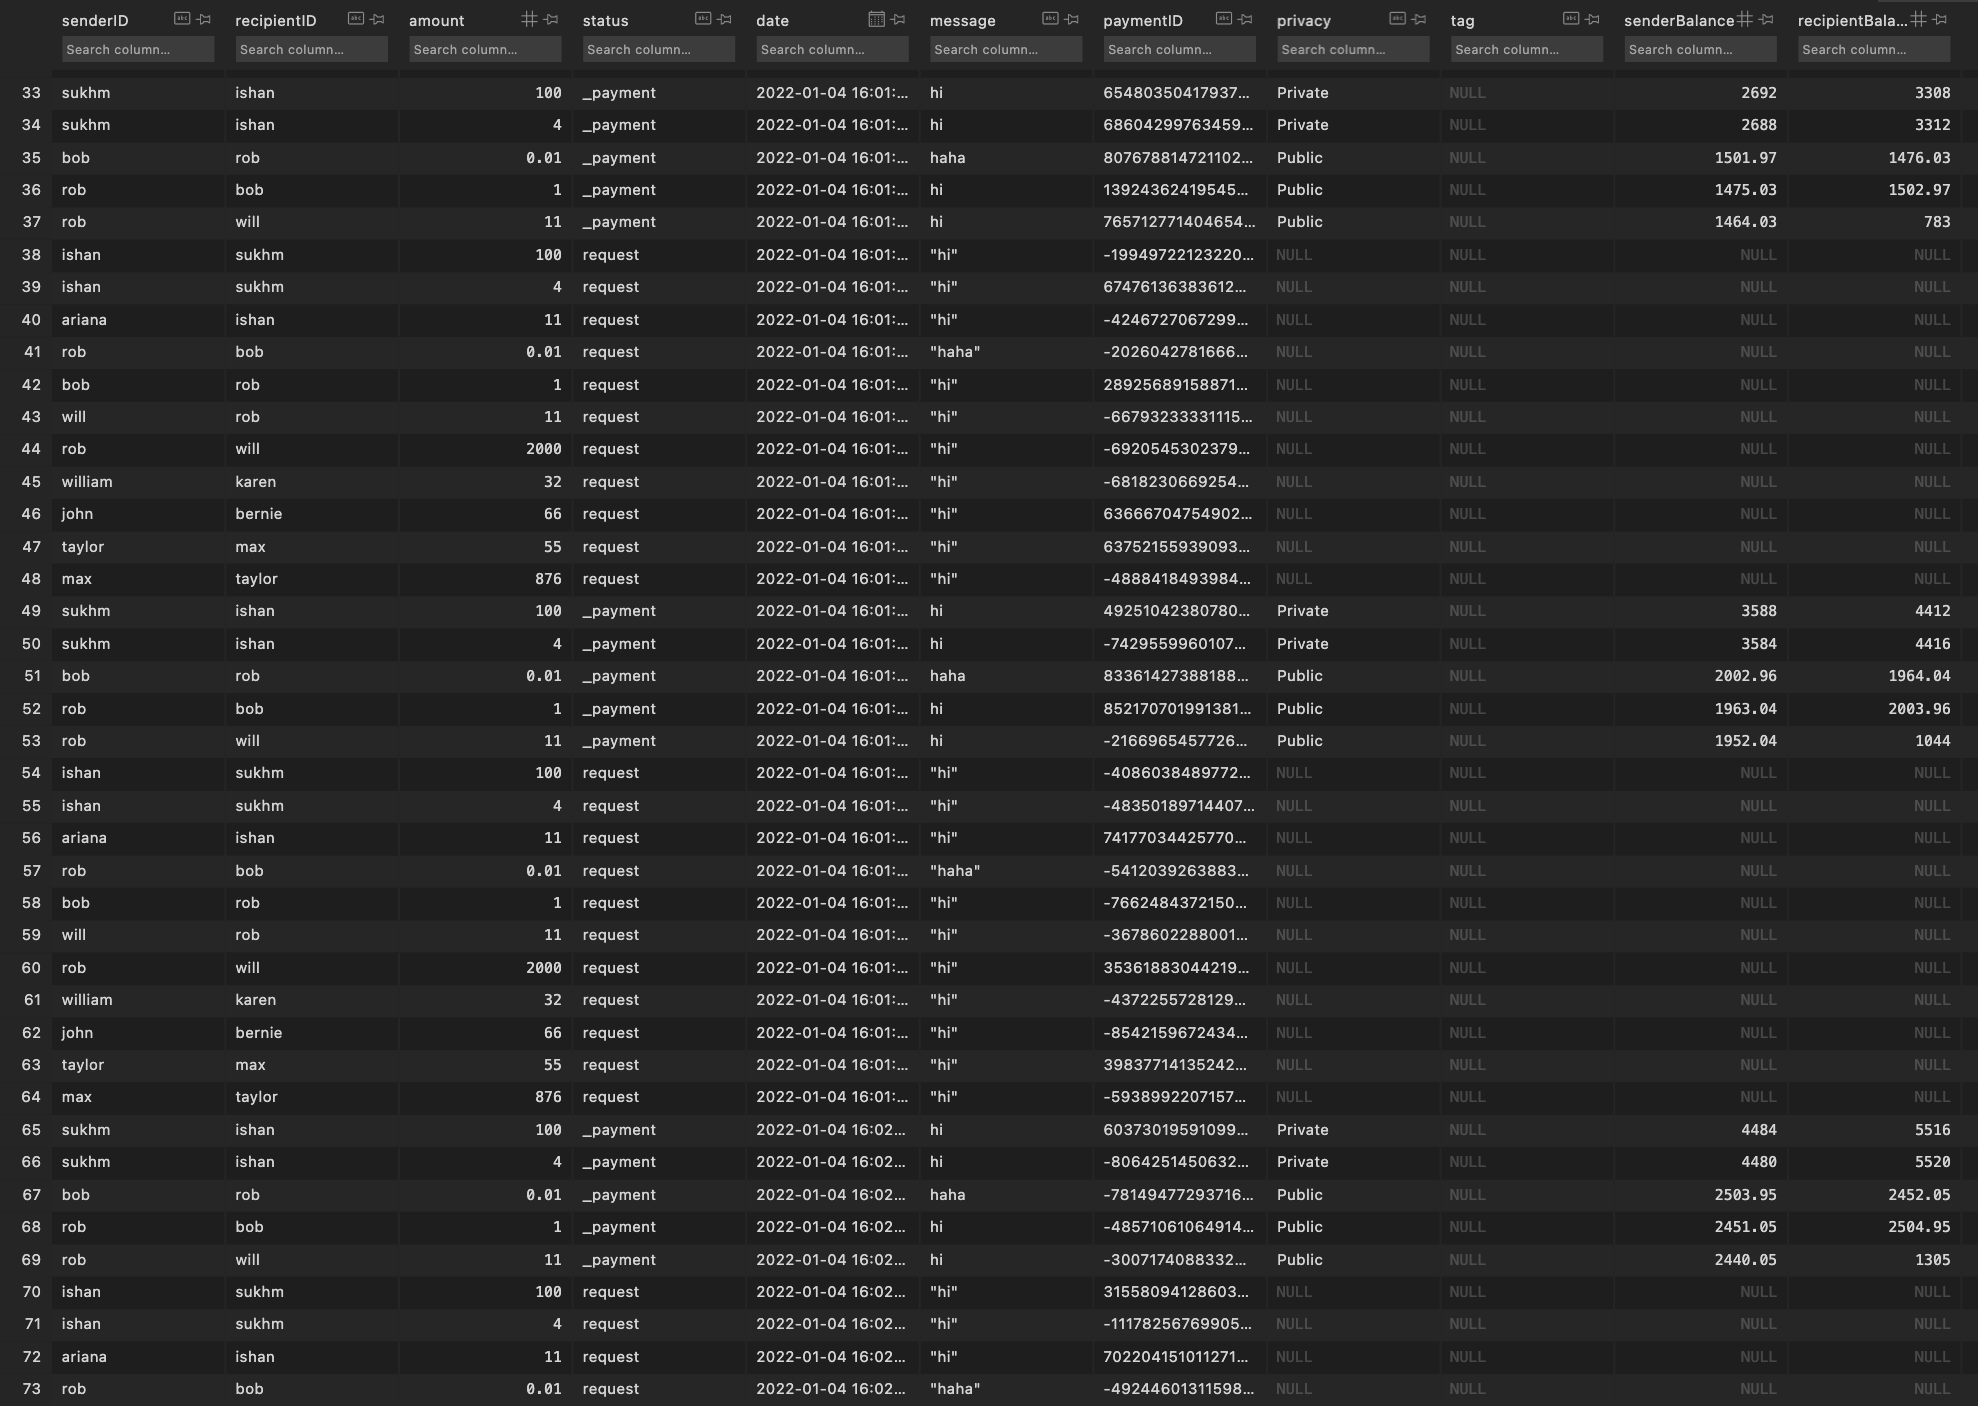 senderID recipientID amount status date message paymentID privacy tag senderBalance recipientBala...
Search column... Search column... Search column... Search column... Search column... Search column... Search column... Search column... Search column... Search column... Search column...
33 sukhm ishan 100 _payment 2022-01-04 16:01:... hi 65480350417937... Private NULL 2692 3308
34 sukhm ishan 4 _payment 2022-01-04 16:01:... hi 68604299763459... Private NULL 2688 3312
35 bob rob 0.01 _payment 2022-01-04 16:01:... haha 807678814721102... Public NULL 1501.97 1476.03
36 rob bob 1 _payment 2022-01-04 16:01:... hi 13924362419545... Public NULL 1475.03 1502.97
37 rob will 11 _payment 2022-01-04 16:01:... hi 765712771404654... Public NULL 1464.03 783
38 ishan sukhm 100 request 2022-01-04 16:01:... "hi" -19949722123220... NULL NULL NULL NULL
39 ishan sukhm 4 request 2022-01-04 16:01:... "hi" 67476136383612... NULL NULL NULL NULL
40 ariana ishan 11 request 2022-01-04 16:01:... "hi" -4246727067299... NULL NULL NULL NULL
41 rob bob 0.01 request 2022-01-04 16:01:... "haha" -2026042781666... NULL NULL NULL NULL
42 bob rob 1 request 2022-01-04 16:01:... "hi" 28925689158871... NULL NULL NULL NULL
43 will rob 11 request 2022-01-04 16:01:... "hi" -66793233331115... NULL NULL NULL NULL
44 rob will 2000 request 2022-01-04 16:01:... "hi" -6920545302379... NULL NULL NULL NULL
45 william karen 32 request 2022-01-04 16:01:... "hi" -6818230669254... NULL NULL NULL NULL
46 john bernie 66 request 2022-01-04 16:01:... "hi" 63666704754902... NULL NULL NULL NULL
47 taylor max 55 request 2022-01-04 16:01:... "hi" 63752155939093... NULL NULL NULL NULL
48 max taylor 876 request 2022-01-04 16:01:... "hi" -4888418493984... NULL NULL NULL NULL
49 sukhm ishan 100 _payment 2022-01-04 16:01:... hi 49251042380780... Private NULL 3588 4412
50 sukhm ishan 4 _payment 2022-01-04 16:01:... hi -7429559960107... Private NULL 3584 4416
51 bob rob 0.01 _payment 2022-01-04 16:01:... haha 83361427388188... Public NULL 2002.96 1964.04
52 rob bob 1 _payment 2022-01-04 16:01:... hi 852170701991381... Public NULL 1963.04 2003.96
53 rob will 11 _payment 2022-01-04 16:01:... hi -2166965457726... Public NULL 1952.04 1044
54 ishan sukhm 100 request 2022-01-04 16:01:... "hi" -4086038489772... NULL NULL NULL NULL
55 ishan sukhm 4 request 2022-01-04 16:01:... "hi" -48350189714407... NULL NULL NULL NULL
56 ariana ishan 11 request 2022-01-04 16:01:... "hi" 74177034425770... NULL NULL NULL NULL
57 rob bob 0.01 request 2022-01-04 16:01:... "haha" -5412039263883... NULL NULL NULL NULL
58 bob rob 1 request 2022-01-04 16:01:... "hi" -7662484372150... NULL NULL NULL NULL
59 will rob 11 request 2022-01-04 16:01:... "hi" -3678602288001... NULL NULL NULL NULL
60 rob will 2000 request 2022-01-04 16:01:... "hi" 35361883044219... NULL NULL NULL NULL
61 william karen 32 request 2022-01-04 16:01:... "hi" -4372255728129... NULL NULL NULL NULL
62 john bernie 66 request 2022-01-04 16:01:... "hi" -8542159672434... NULL NULL NULL NULL
63 taylor max 55 request 2022-01-04 16:01:... "hi" 39837714135242... NULL NULL NULL NULL
64 max taylor 876 request 2022-01-04 16:01:... "hi" -5938992207157... NULL NULL NULL NULL
65 sukhm ishan 100 _payment 2022-01-04 16:02... hi 60373019591099... Private NULL 4484 5516
66 sukhm ishan 4 _payment 2022-01-04 16:02... hi -8064251450632... Private NULL 4480 5520
67 bob rob 0.01 _payment 2022-01-04 16:02... haha -78149477293716... Public NULL 2503.95 2452.05
68 rob bob 1 _payment 2022-01-04 16:02... hi -48571061064914... Public NULL 2451.05 2504.95
69 rob will 11 _payment 2022-01-04 16:02... hi -3007174088332... Public NULL 2440.05 1305
70 ishan sukhm 100 request 2022-01-04 16:02... "hi" 31558094128603... NULL NULL NULL NULL
71 ishan sukhm 4 request 2022-01-04 16:02... "hi" -11178256769905... NULL NULL NULL NULL
72 ariana ishan 11 request 2022-01-04 16:02... "hi" 702204151011271... NULL NULL NULL NULL
73 rob bob 0.01 request 2022-01-04 16:02... "haha" -49244601311598... NULL NULL NULL NULL